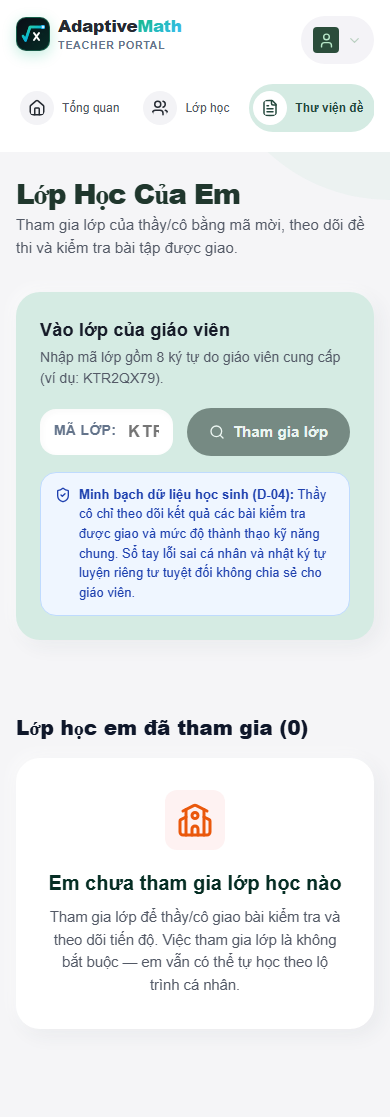 AdaptiveMath
TEACHER PORTAL
Tổng quan
Lớp học
Thư viện đề
Lớp Học Của Em
Tham gia lớp của thầy/cô bằng mã mời, theo dõi đề
thi và kiểm tra bài tập được giao.
Vào lớp của giáo viên
Nhập mã lớp gồm 8 ký tự do giáo viên cung cấp
(ví dụ: KTR2QX79).
MÃ LỚP:
KTR
Tham gia lớp
Minh bạch dữ liệu học sinh (D-04): Thầy
cô chỉ theo dõi kết quả các bài kiểm tra
được giao và mức độ thành thạo kỹ năng
chung. Sổ tay lỗi sai cá nhân và nhật ký tự
luyện riêng tư tuyệt đối không chia sẻ cho
giáo viên.
Lớp học em đã tham gia (0)
Em chưa tham gia lớp học nào
Tham gia lớp để thầy/cô giao bài kiểm tra và
theo dõi tiến độ. Việc tham gia lớp là không
bắt buộc — em vẫn có thể tự học theo lộ
trình cá nhân.